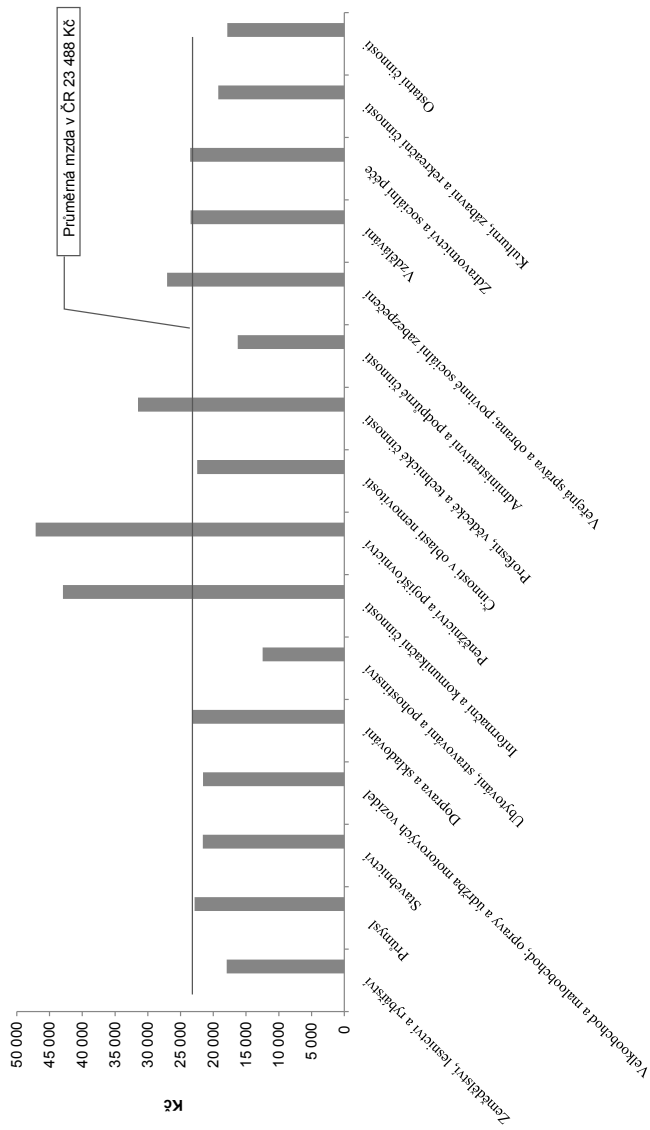 Průměrná mzda v ČR 23 488 Kč
Kč
50 000
45 000
40 000
35 000
30 000
25 000
20 000
15 000
10 000
5 000
0
Zemědělství, lesnictví a rybářství
Průmysl
Stavebnictví
Velkoobchod a maloobchod; opravy a údržba motorových vozidel
Doprava a skladování
Ubytování, stravování a pohostinství
Informační a komunikační činnosti
Peněžnictví a pojišťovnictví
Činnosti v oblasti nemovitostí
Profesní, vědecké a technické činnosti
Administrativní a podpůrné činnosti
Veřejná správa a obrana; povinné sociální zabezpečení
Vzdělávání
Zdravotnictví a sociální péče
Kulturní, zábavní a rekreační činnosti
Ostatní činnosti